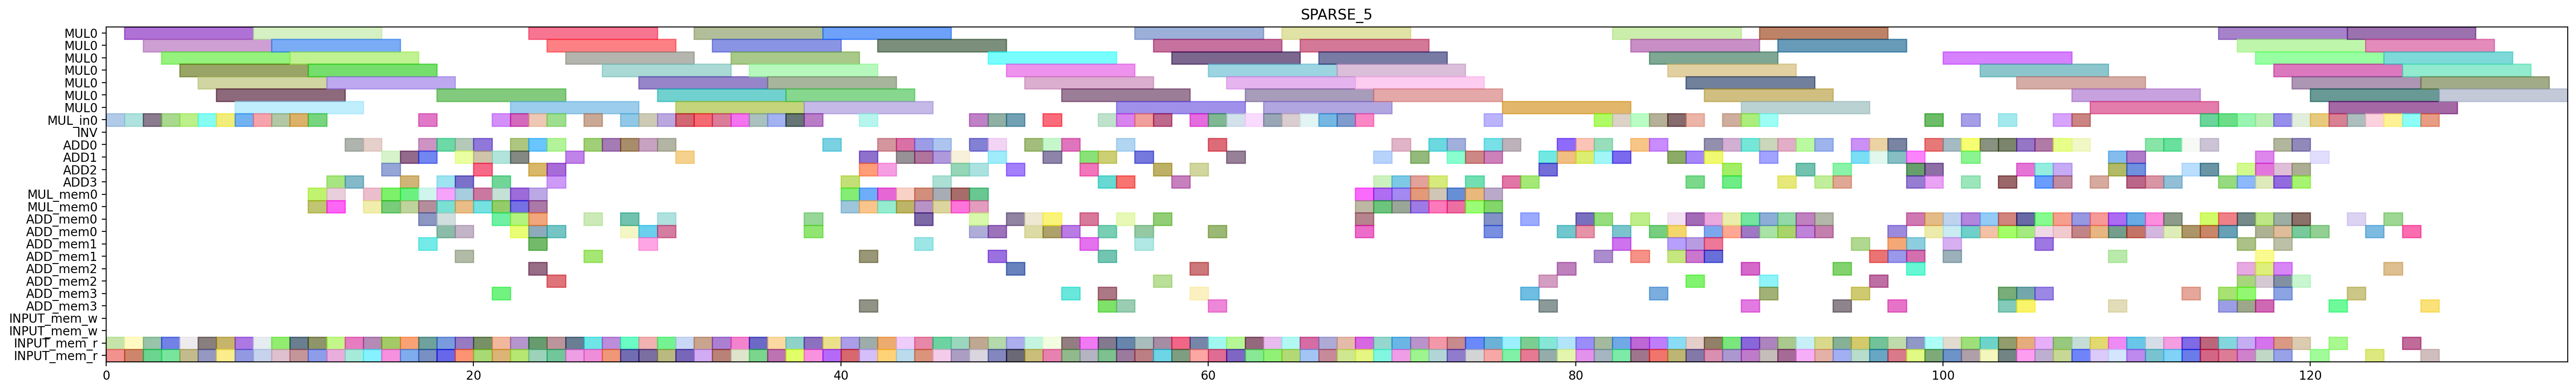 SPARSE_5
MUL0
MUL0
MUL0
MUL0
MUL0
MUL0
MUL0
MUL_in0
INV
ADD0
ADD1
ADD2
ADD3
MUL_mem0
MUL_mem0
ADD_mem0
ADD_mem0
ADD_mem1
ADD_mem1
ADD_mem2
ADD_mem2
ADD_mem3
ADD_mem3
INPUT_mem_w
INPUT_mem_w
INPUT_mem_r
INPUT_mem_r
0 20 40 60 80 100 120